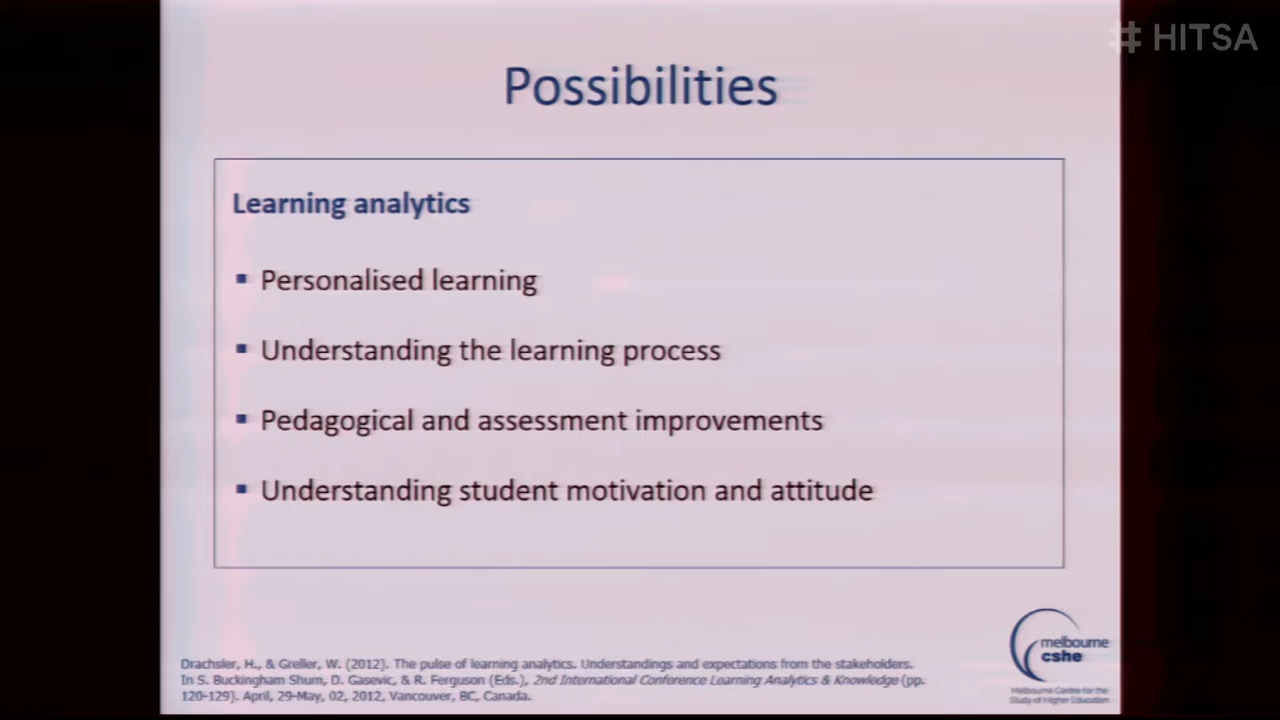 # HITSA
Possibilities
Learning analytics
▪ Personalised learning
▪ Understanding the learning process
▪ Pedagogical and assessment improvements
▪ Understanding student motivation and attitude
Drachsler, H., & Greller, W. (2012). The pulse of learning analytics. Understandings and expectations from the stakeholders.
In S. Buckingham Shum, D. Gasevic, & R. Ferguson (Eds.), 2nd International Conference Learning Analytics & Knowledge (pp.
120-129). April, 29-May, 02, 2012, Vancouver, BC, Canada.
melbourne
cshe
Melbourne Centre for the
Study of Higher Education